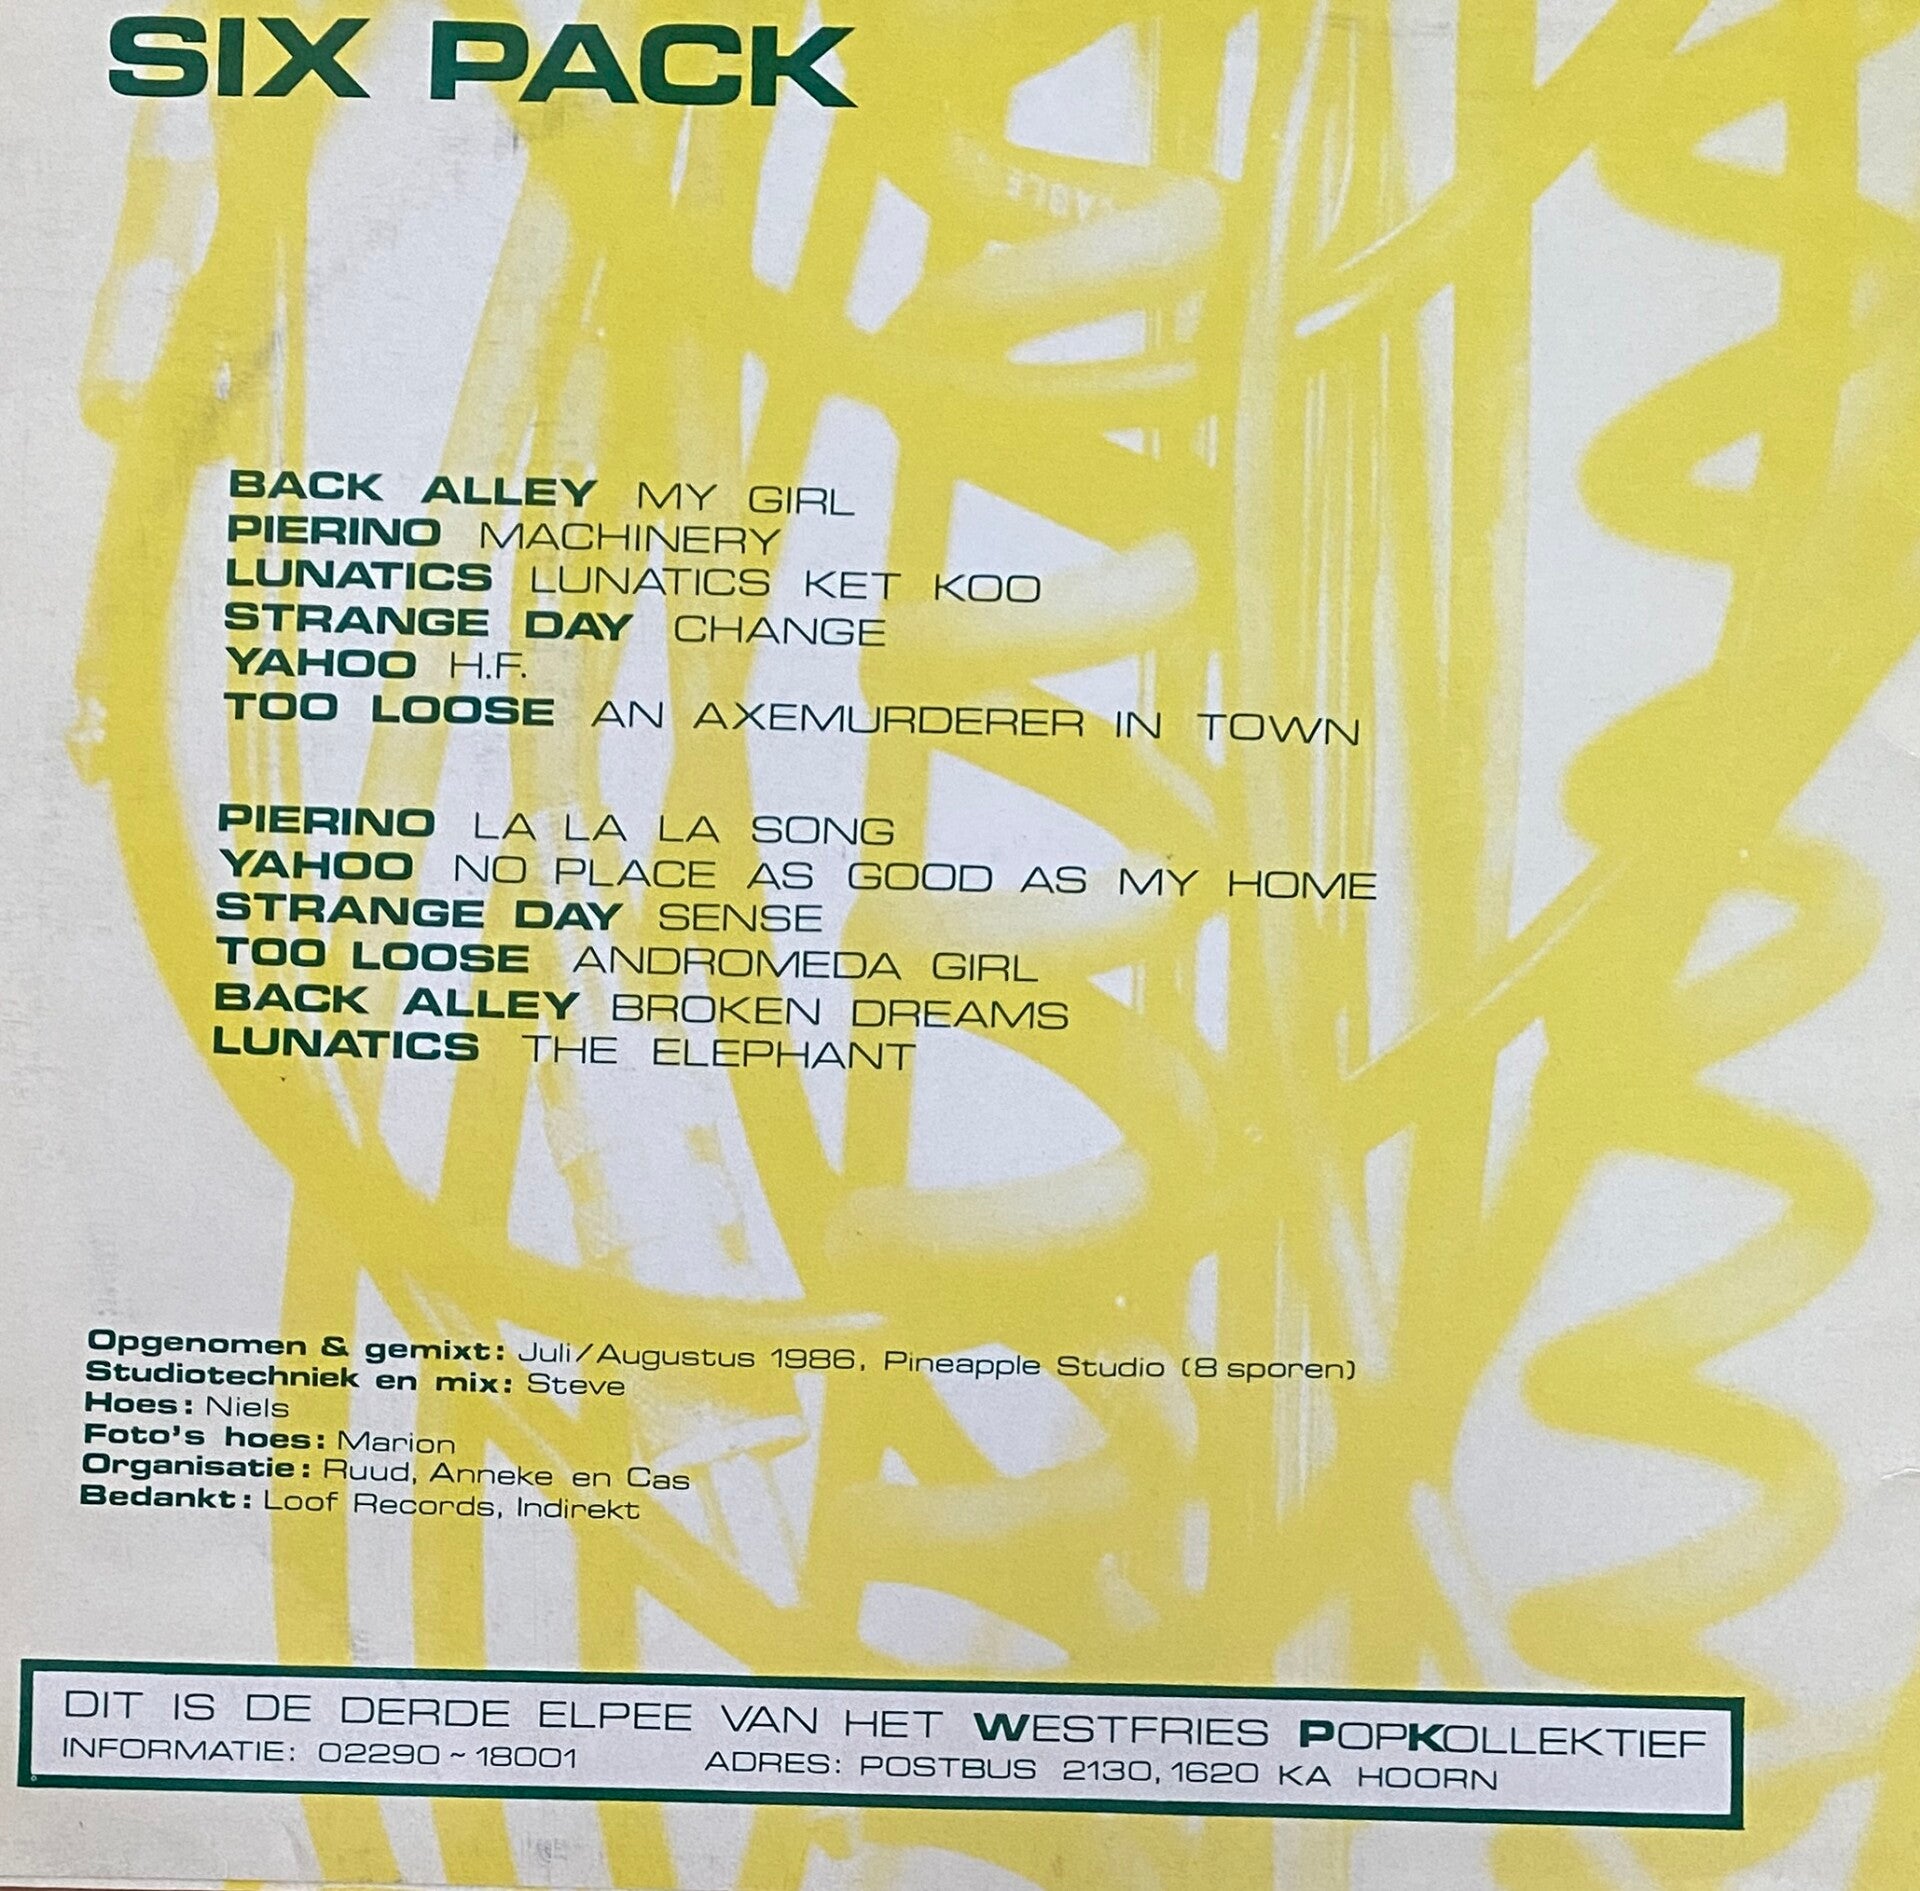 SIX PACK
BACK ALLEY MY GIRL
PIERINO MACHINERY
LUNATICS LUNATICS KET KOO
STRANGE DAY CHANGE
YAHOO H.F.
TOO LOOSE AN AXEMURDERER IN TOWN
PIERINO LA LA LA SONG
YAHOO NO PLACE AS GOOD AS MY HOME
STRANGE DAY SENSE
TOO LOOSE ANDROMEDA GIRL
BACK ALLEY BROKEN DREAMS
LUNATICS THE ELEPHANT
Opgenomen & gemixt: Juli/Augustus 1986, Pineapple Studio (8 sporen)
Studiotechniek en mix: Steve
Hoes: Niels
Foto's hoes: Marion
Organisatie: Ruud, Anneke en Cas
Bedankt: Loof Records, Indirekt
DIT IS DE DERDE ELPEE VAN HET WESTFRIES POPKOLLEKTIEF
INFORMATIE: 02290~18001 ADRES: POSTBUS 2130, 1620 KA HOORN